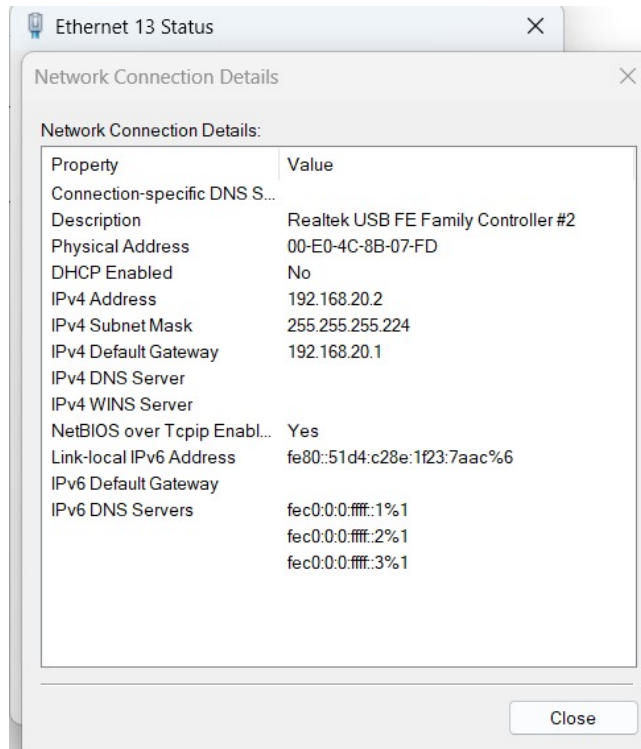 Ethernet 13 Status
Network Connection Details
Network Connection Details:
Property Value
Connection-specific DNS S...
Description Realtek USB FE Family Controller #2
Physical Address 00-E0-4C-8B-07-FD
DHCP Enabled No
IPv4 Address 192.168.20.2
IPv4 Subnet Mask 255.255.255.224
IPv4 Default Gateway 192.168.20.1
IPv4 DNS Server
IPv4 WINS Server
NetBIOS over Tcpip Enabl... Yes
Link-local IPv6 Address fe80::51d4:c28e:1f23:7aac%6
IPv6 Default Gateway
IPv6 DNS Servers fec0:0:0:ffff::1%1
fec0:0:0:ffff::2%1
fec0:0:0:ffff::3%1
Close